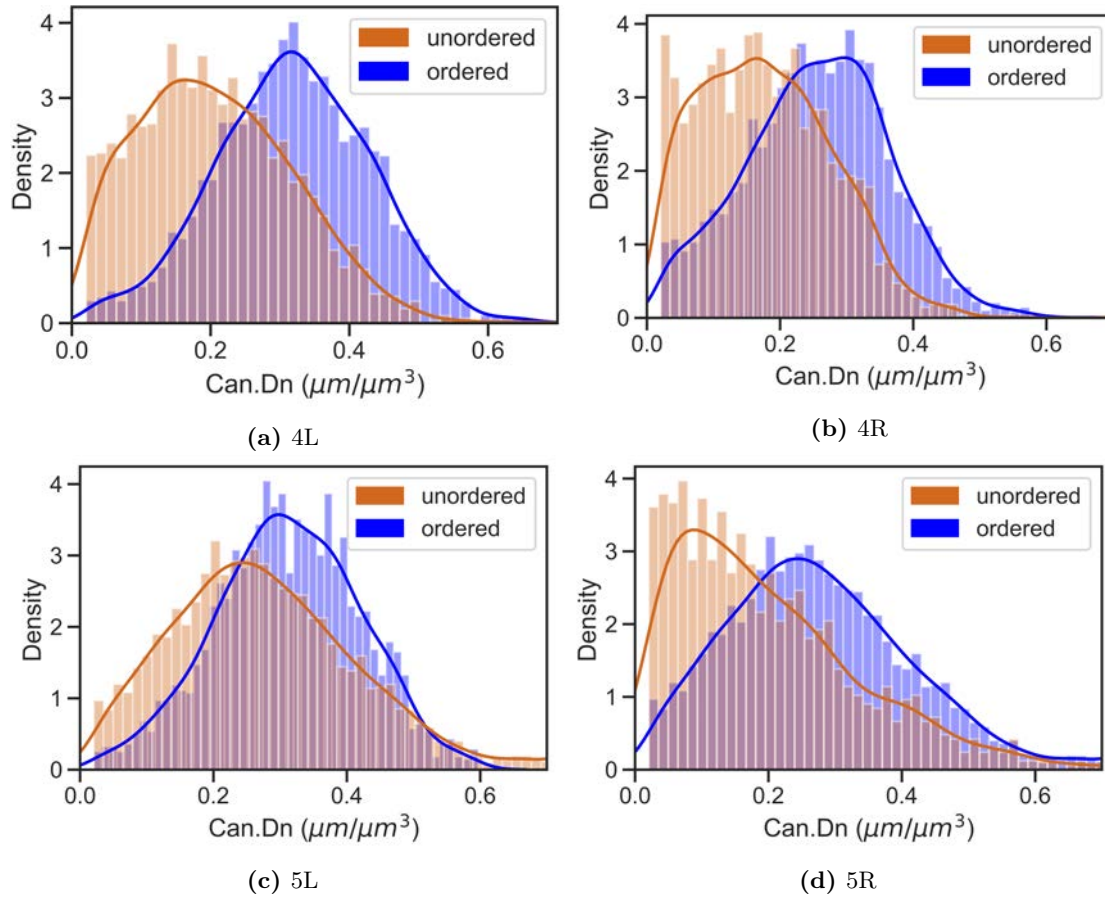 4
3
2
1
0
Density
unordered
ordered
0.0 0.2 0.4 0.6
Can.Dn (μm/μm³)
(a) 4L
4
3
2
1
0
Density
unordered
ordered
0.0 0.2 0.4 0.6
Can.Dn (μm/μm³)
(b) 4R
4
3
2
1
0
Density
unordered
ordered
0.0 0.2 0.4 0.6
Can.Dn (μm/μm³)
(c) 5L
4
3
2
1
0
Density
unordered
ordered
0.0 0.2 0.4 0.6
Can.Dn (μm/μm³)
(d) 5R